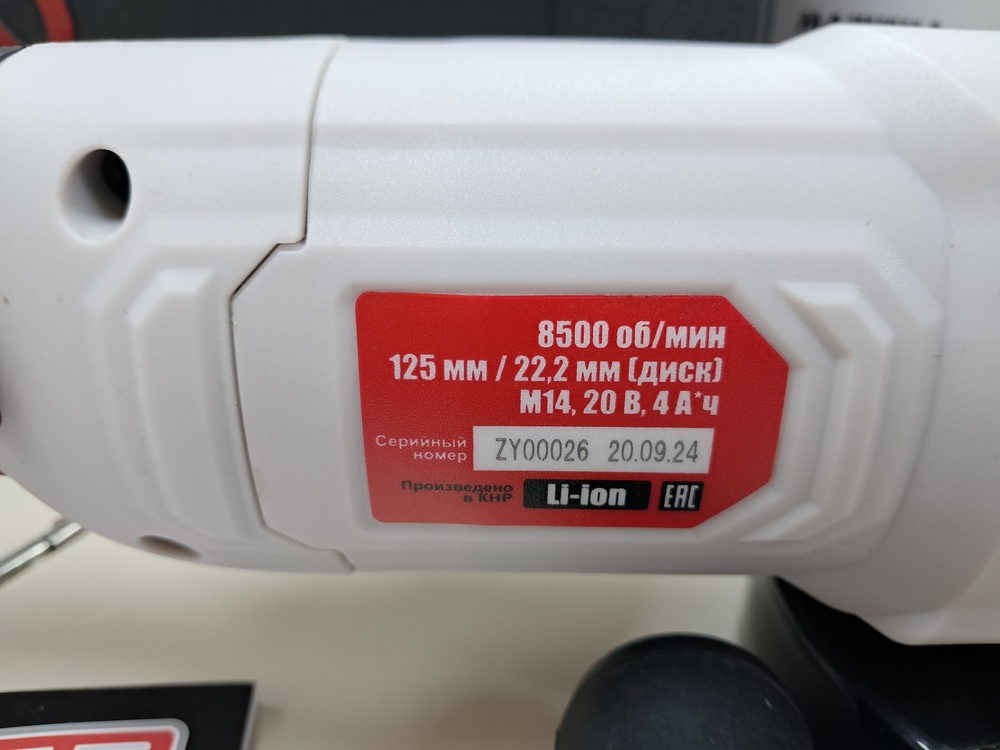 8500 об/мин
125 мм / 22,2 мм (диск)
М14, 20 В, 4 А*ч
Серийный
номер
ZY00026 20.09.24
Произведено
в КНР
Li-ion
EAC